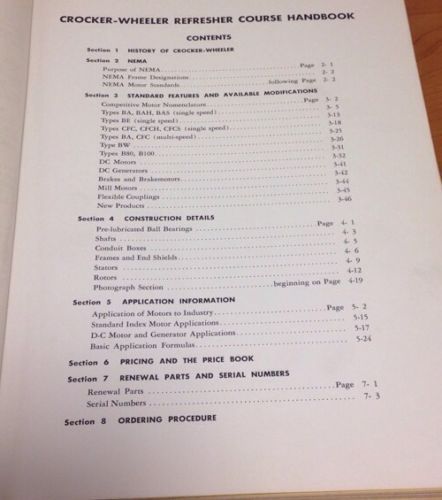 CROCKER-WHEELER REFRESHER COURSE HANDBOOK
CONTENTS
Section 1 HISTORY OF CROCKER-WHEELER
Section 2 NEMA
Purpose of NEMA Page 2- 1
NEMA Frame Designations 2- 2
NEMA Motor Standards following Page 2- 2
Section 3 STANDARD FEATURES AND AVAILABLE MODIFICATIONS
Competitive Motor Nomenclature Page 3- 2
Types BA, BAH, BAS (single speed) 3- 5
Types BE (single speed) 3-13
Types CFC, CFCH, CFCS (single speed) 3-18
Types BA, CFC (multi-speed) 3-25
Type BW 3-26
Types B80, B100 3-31
DC Motors 3-32
DC Generators 3-41
Brakes and Brakemotors 3-42
Mill Motors 3-44
Flexible Couplings 3-45
New Products 3-46
Section 4 CONSTRUCTION DETAILS
Pre-lubricated Ball Bearings Page 4- 1
Shafts 4- 3
Conduit Boxes 4- 5
Frames and End Shields 4- 6
Stators 4- 9
Rotors 4-12
Photograph Section beginning on Page 4-19
Section 5 APPLICATION INFORMATION
Application of Motors to Industry Page 5- 2
Standard Index Motor Applications 5-15
D-C Motor and Generator Applications 5-17
Basic Application Formulas 5-24
Section 6 PRICING AND THE PRICE BOOK
Section 7 RENEWAL PARTS AND SERIAL NUMBERS
Renewal Parts Page 7- 1
Serial Numbers 7- 3
Section 8 ORDERING PROCEDURE